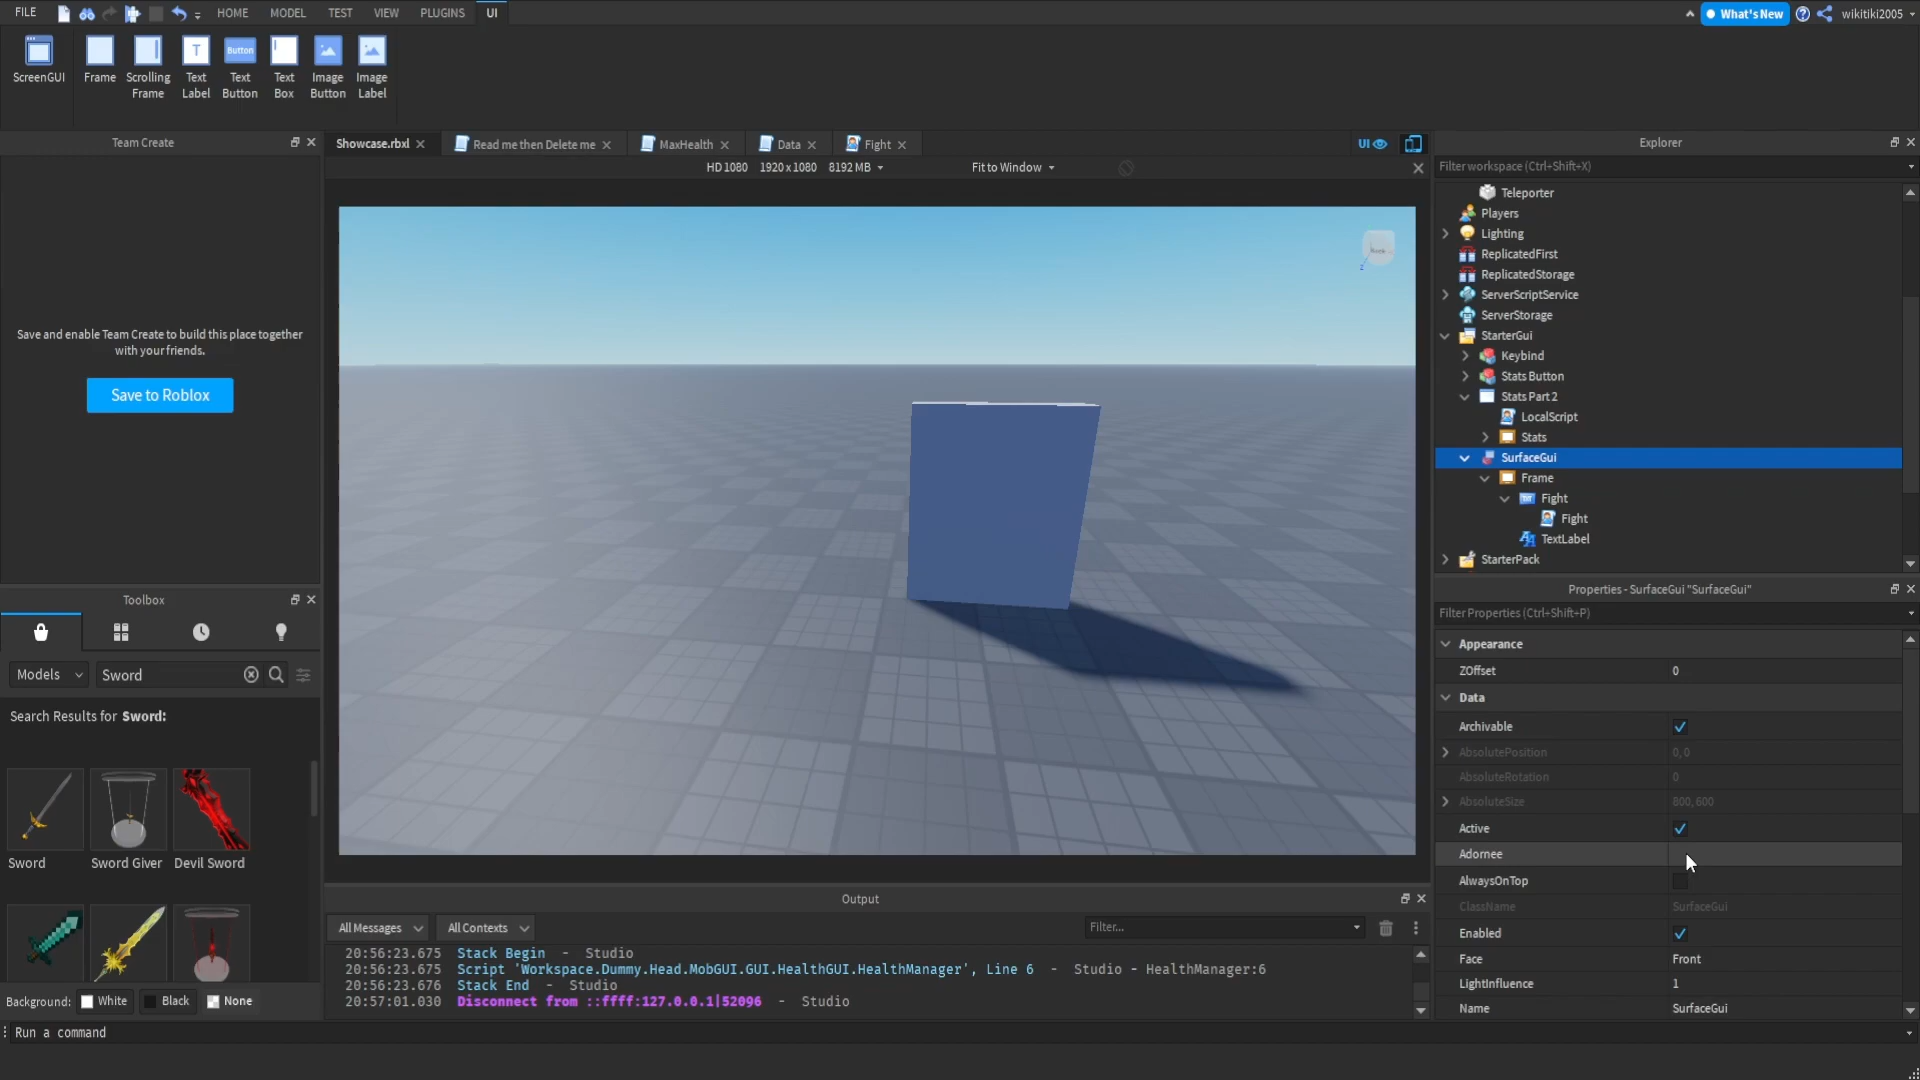 FILE HOME MODEL TEST VIEW PLUGINS UI What's New wikitiki2005
ScreenGUI Frame Scrolling Frame Text Label Button Text Button Text Box Image Button Image Label
Team Create
Save and enable Team Create to build this place together
with your friends.
Save to Roblox
Toolbox
Models Sword
Search Results for Sword:
Sword Sword Giver Devil Sword
Background: White Black None
Showcase.rbxl Read me then Delete me MaxHealth Data Fight UI
HD 1080 1920 x 1080 8192 MB Fit to Window
Output
All Messages All Contexts Filter...
20:56:23.675 Stack Begin - Studio
20:56:23.675 Script 'Workspace.Dummy.Head.MobGUI.GUI.HealthGUI.HealthManager', Line 6 - Studio - HealthManager:6
20:56:23.676 Stack End - Studio
20:57:01.030 Disconnect from ::ffff:127.0.0.1|52096 - Studio
Run a command
Explorer
Filter workspace (Ctrl+Shift+X)
Teleporter
Players
Lighting
ReplicatedFirst
ReplicatedStorage
ServerScriptService
ServerStorage
StarterGui
Keybind
Stats Button
Stats Part 2
LocalScript
Stats
SurfaceGui
Frame
Fight
Fight
TextLabel
StarterPack
Properties - SurfaceGui "SurfaceGui"
Filter Properties (Ctrl+Shift+P)
Appearance
ZOffset 0
Data
Archivable
AbsolutePosition 0, 0
AbsoluteRotation 0
AbsoluteSize 800, 600
Active
Adornee
AlwaysOnTop
ClassName SurfaceGui
Enabled
Face Front
LightInfluence 1
Name SurfaceGui